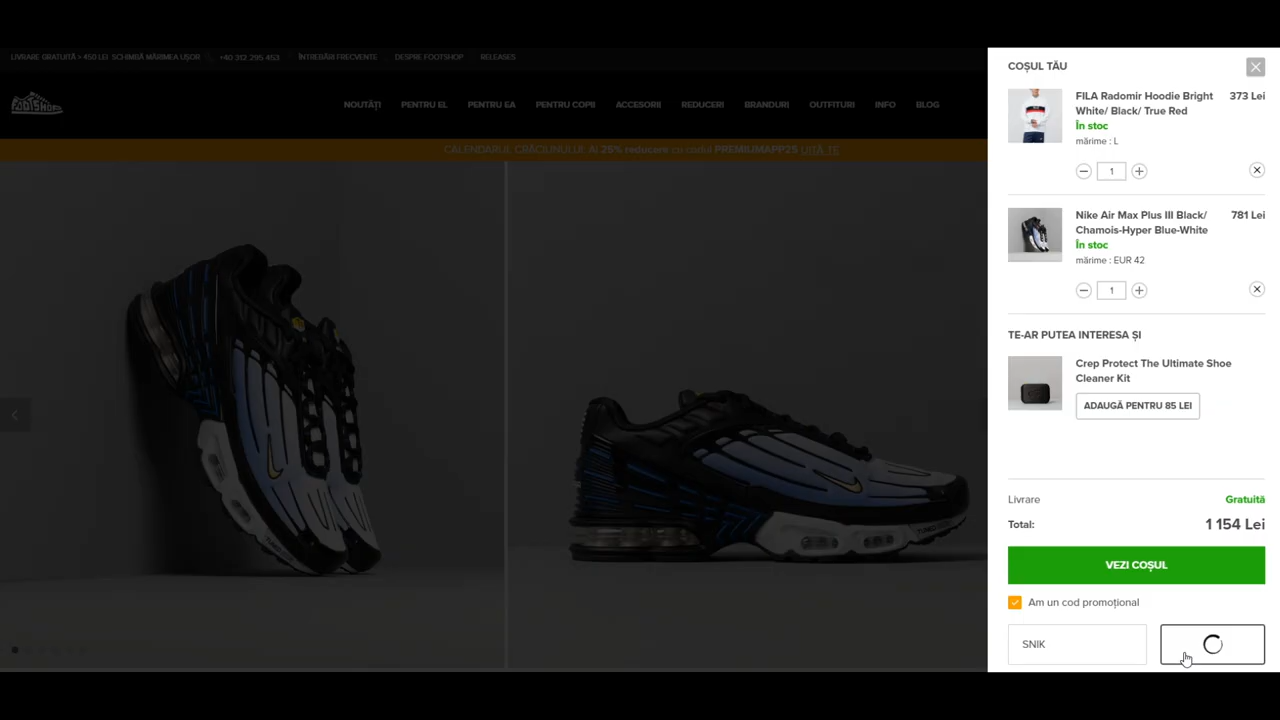 LIVRARE GRATUITĂ > 450 LEI SCHIMBĂ MĂRIMEA UȘOR +40 312 295 453 ÎNTREBĂRI FRECVENTE DESPRE FOOTSHOP RELEASES
FOOTSHOP
NOUTĂȚI PENTRU EL PENTRU EA PENTRU COPII ACCESORII REDUCERI BRANDURI OUTFITURI INFO BLOG
CALENDARUL CRĂCIUNULUI: Ai 25% reducere cu codul PREMIUMAPP25 UITĂ-TE
COȘUL TĂU
FILA Radomir Hoodie Bright 373 Lei
White/ Black/ True Red
În stoc
mărime : L
1
Nike Air Max Plus III Black/ 781 Lei
Chamois-Hyper Blue-White
În stoc
mărime : EUR 42
1
TE-AR PUTEA INTERESA ȘI
Crep Protect The Ultimate Shoe
Cleaner Kit
ADAUGĂ PENTRU 85 LEI
Livrare Gratuită
Total: 1 154 Lei
VEZI COȘUL
Am un cod promoțional
SNIK